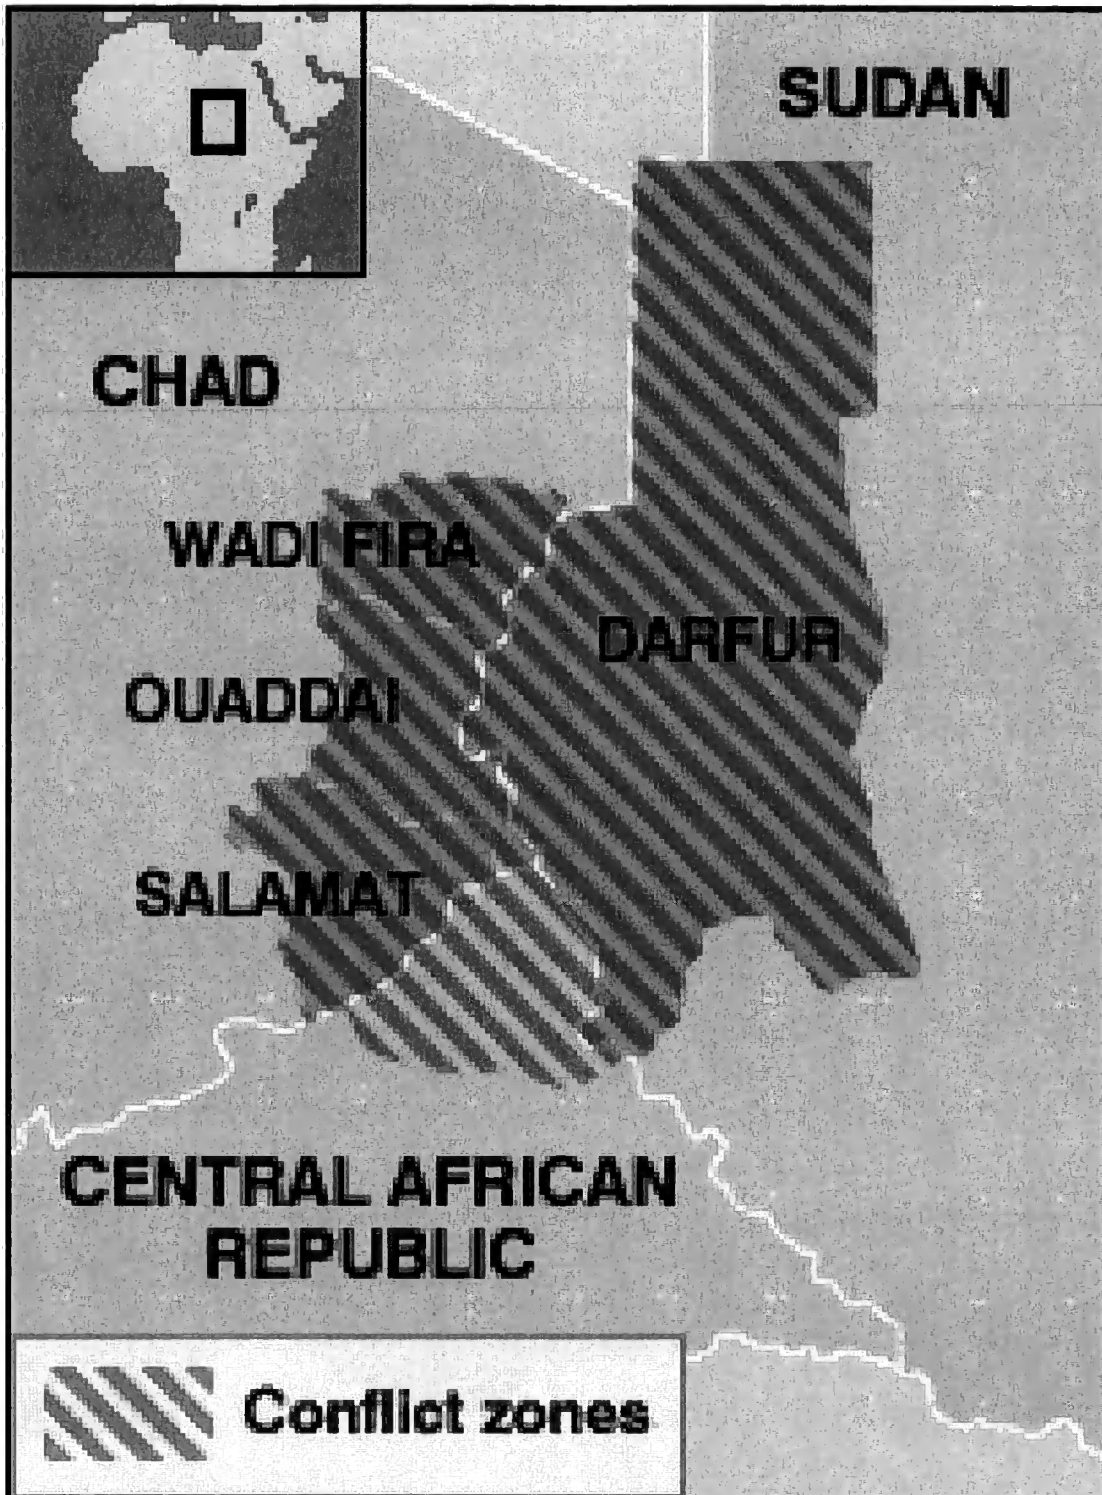 SUDAN
CHAD
WADI FIRA
DARFUR
OUADDAI
SALAMAT
CENTRAL AFRICAN
REPUBLIC
Conflict zones